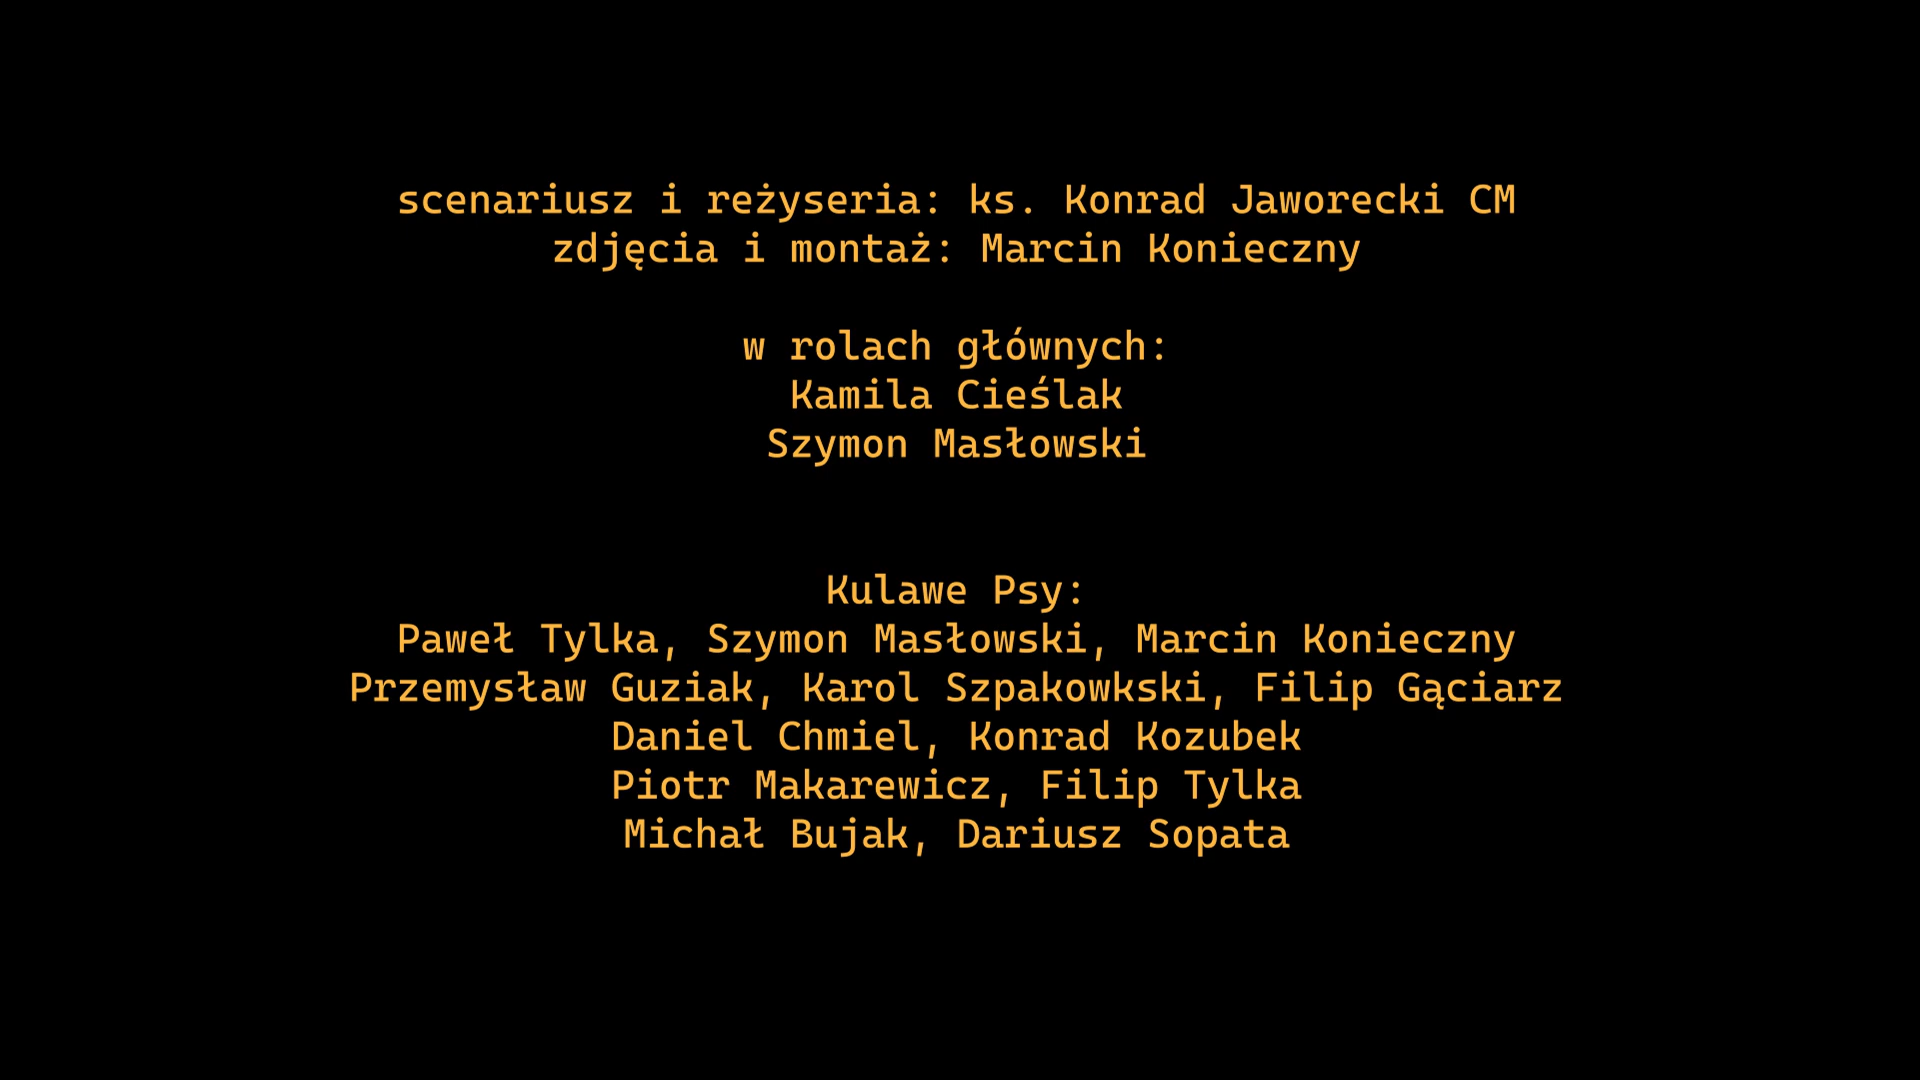 scenariusz i reżyseria: ks. Konrad Jaworecki CM
zdjęcia i montaż: Marcin Konieczny
w rolach głównych:
Kamila Cieślak
Szymon Masłowski
Kulawe Psy:
Paweł Tylka, Szymon Masłowski, Marcin Konieczny
Przemysław Guziak, Karol Szpakowkski, Filip Gąciarz
Daniel Chmiel, Konrad Kozubek
Piotr Makarewicz, Filip Tylka
Michał Bujak, Dariusz Sopata